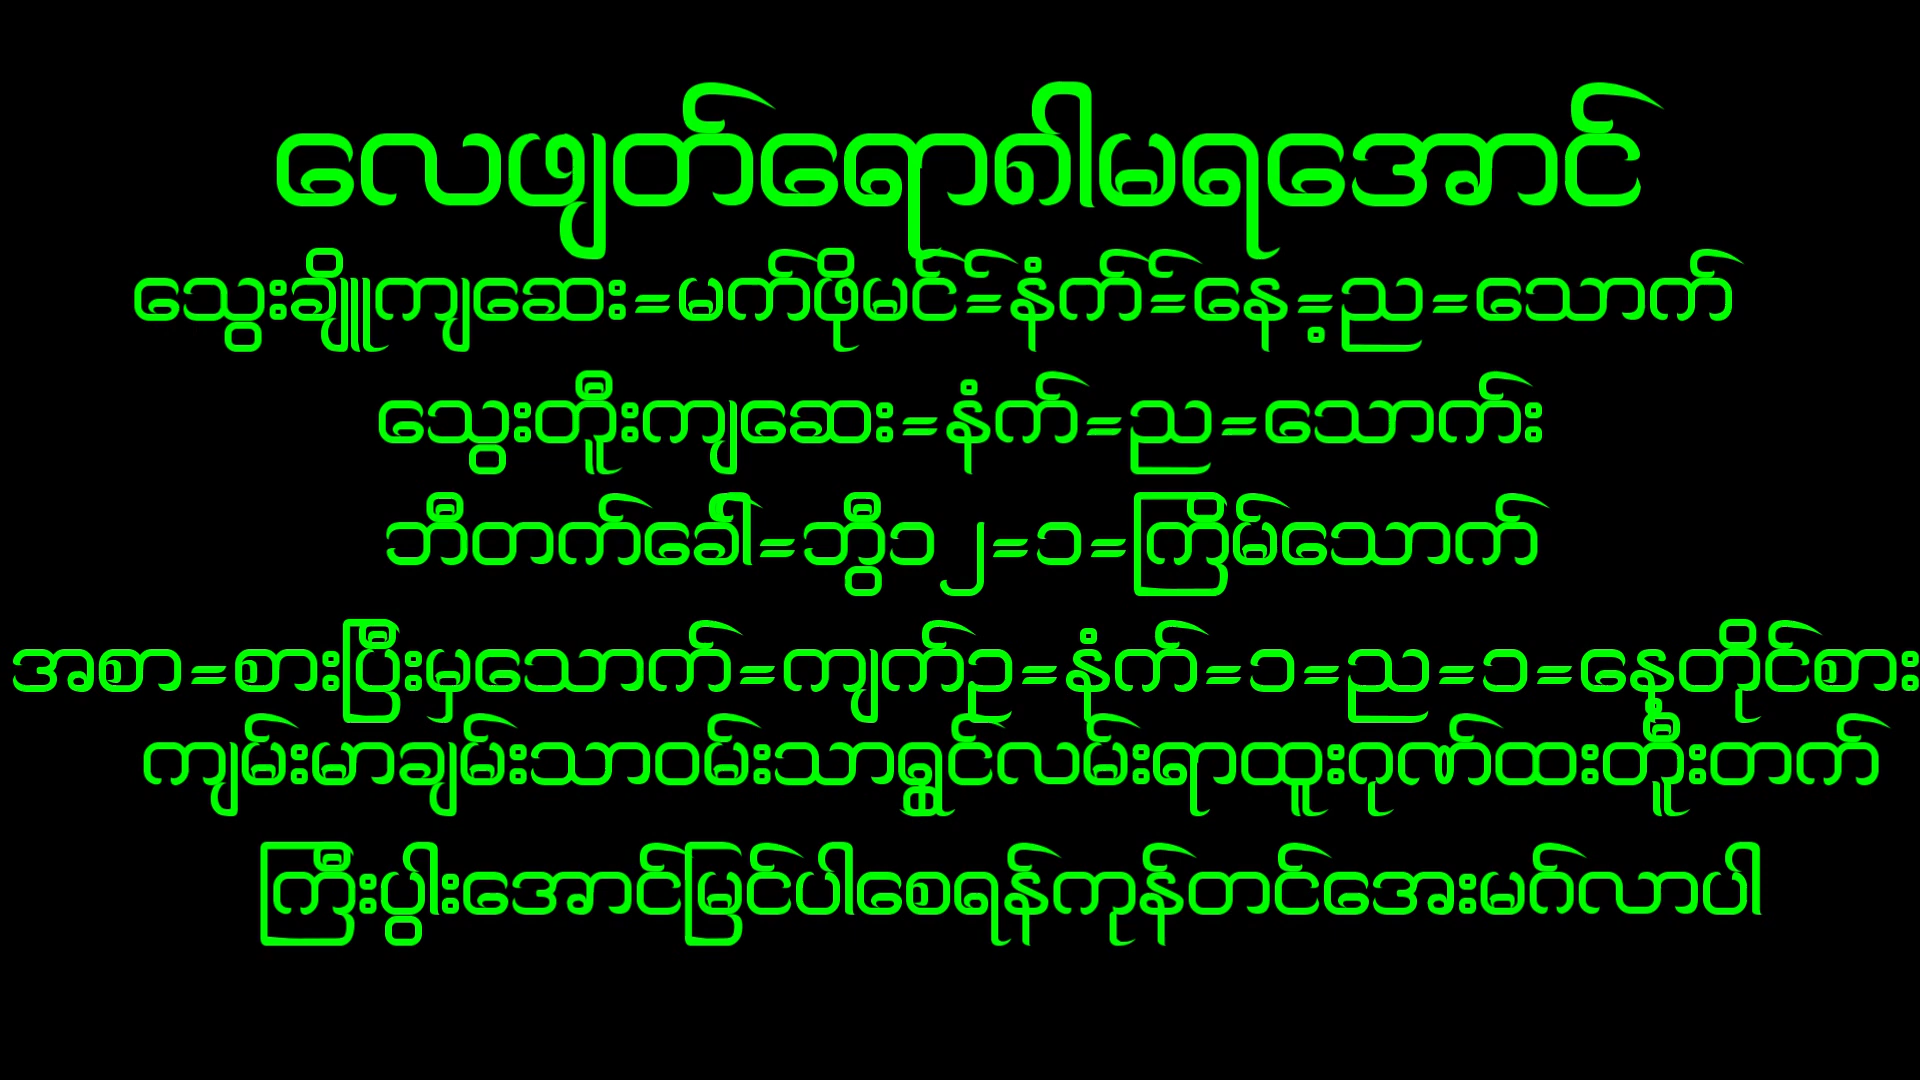 လေဖျတ်ရောဂါမရအောင်
သွေးချိူကျဆေး=မက်ဖိုမင်=်နံက်=်နေ=့ည=သောက်
သွေးတိူးကျဆေး=နံက်=ည=သောက်း
ဘီတက်ခေါ်=ဘွီ၁၂=၁=ကြိမ်သောက်
အစာ=စားပြီးမှသောက်=ကျက်ဥ=နံက်=၁=ည=၁=နေ့တိုင်စား
ကျမ်းမာချမ်းသာဝမ်းသာရွှင်လမ်းရာထူးဂုဏ်ထးတိူးတက်
ကြီးပွါးအောင်မြင်ပါစေရန်ကုန်တင်အေးမဂ်လာပါ